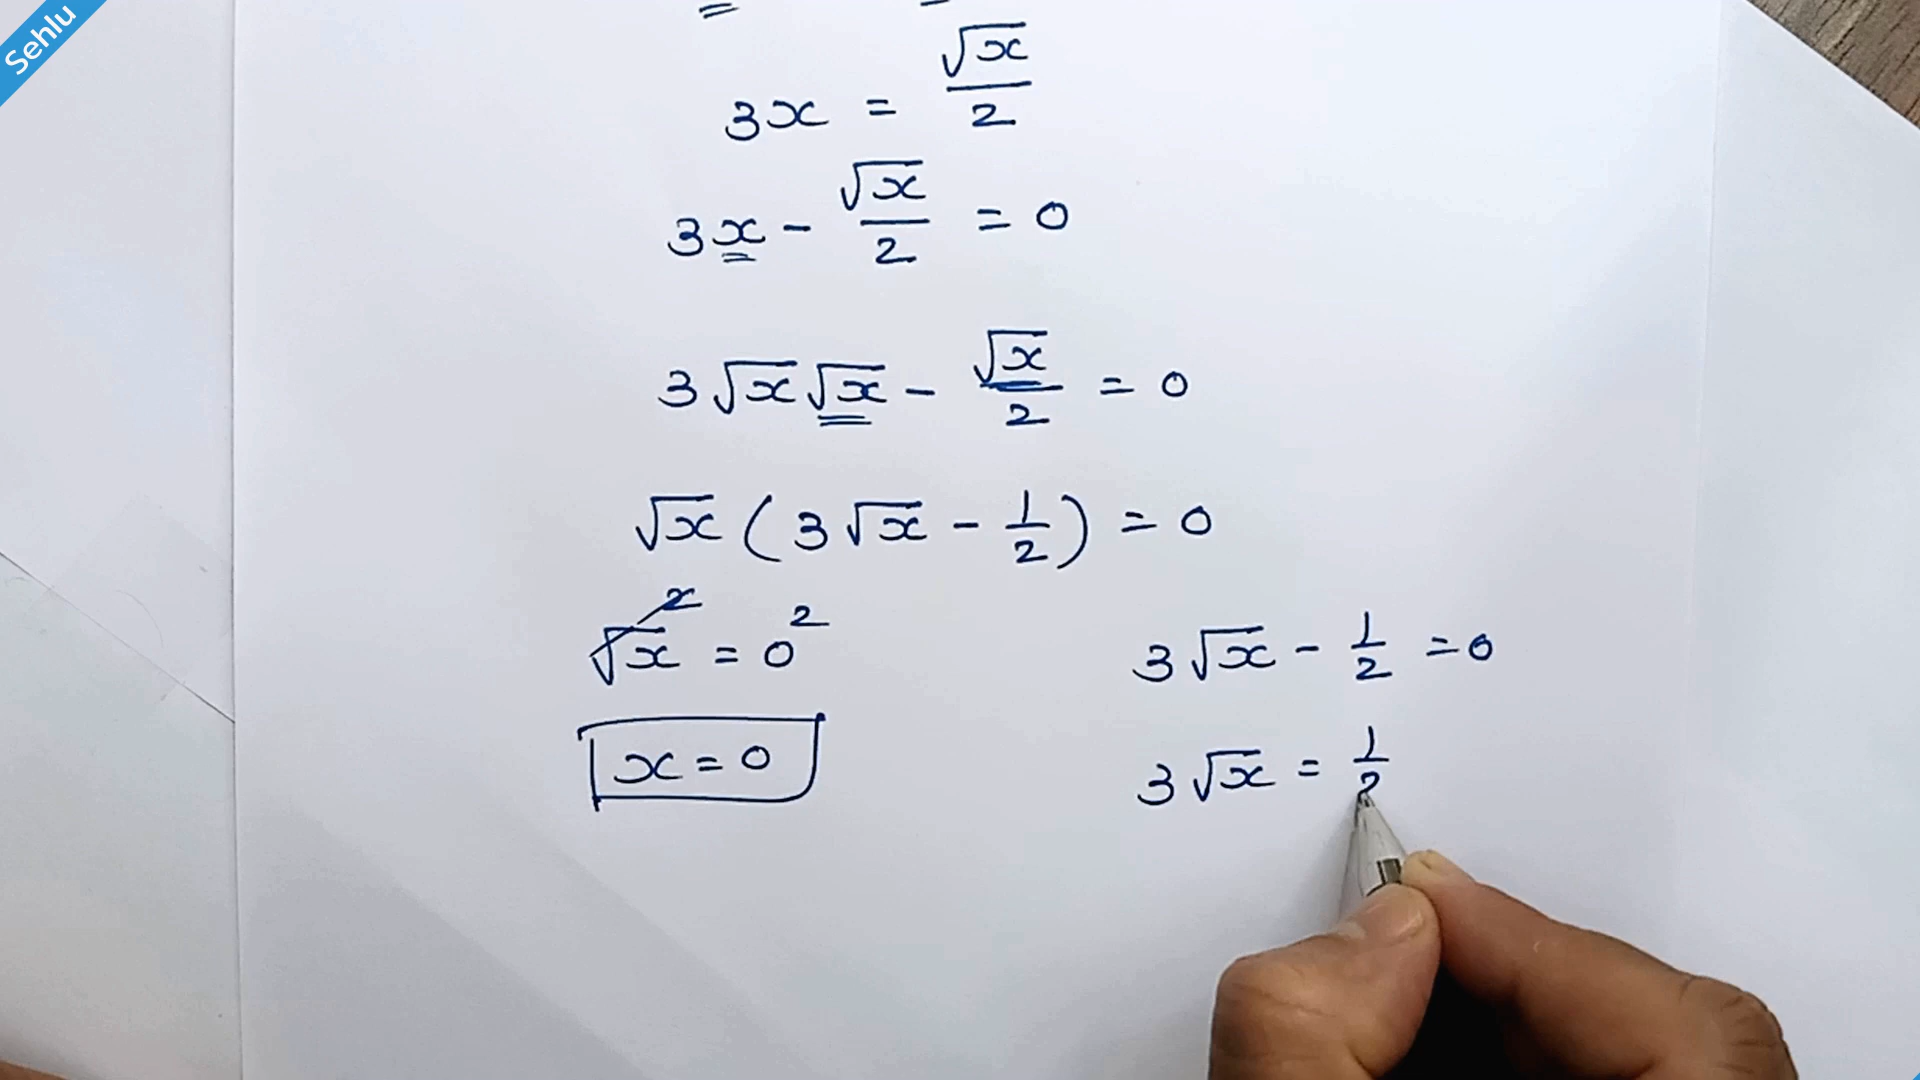 Sehlu
=
3x = √x/2
3x - √x/2 = 0
3√x√x - √x/2 = 0
√x(3√x - 1/2) = 0
√x² = 0²
3√x - 1/2 = 0
x = 0
3√x = 1/2